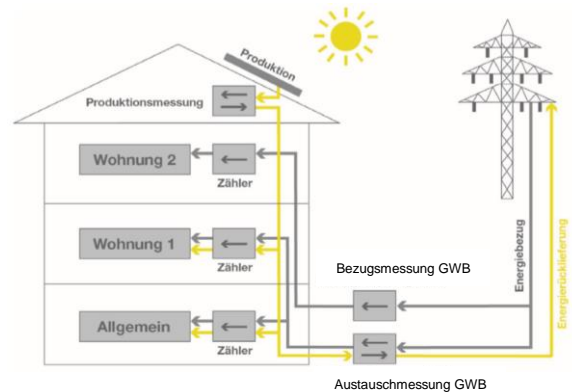 Produktion
Produktionsmessung
Wohnung 2
Zähler
Wohnung 1
Zähler
Bezugsmessung GWB
Energiebezug
Energierücklieferung
Allgemein
Zähler
Austauschmessung GWB